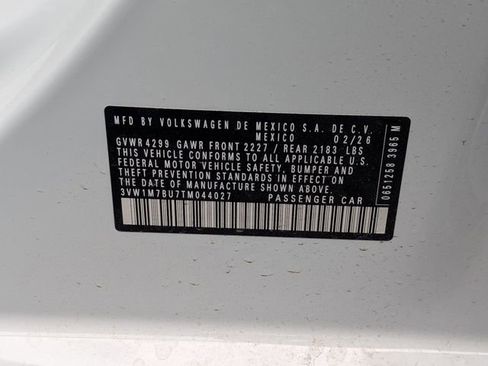 MFD BY VOLKSWAGEN DE MEXICO S.A. DE C.V.
MEXICO 02/26
GVWR 4299 GAWR FRONT 2227 / REAR 2183 LBS
THIS VEHICLE CONFORMS TO ALL APPLICABLE U.S.
FEDERAL MOTOR VEHICLE SAFETY, BUMPER AND
THEFT PREVENTION STANDARDS IN EFFECT ON
THE DATE OF MANUFACTURE SHOWN ABOVE
3VW1M7BU7TM044027 PASSENGER CAR
0651258 3965 M